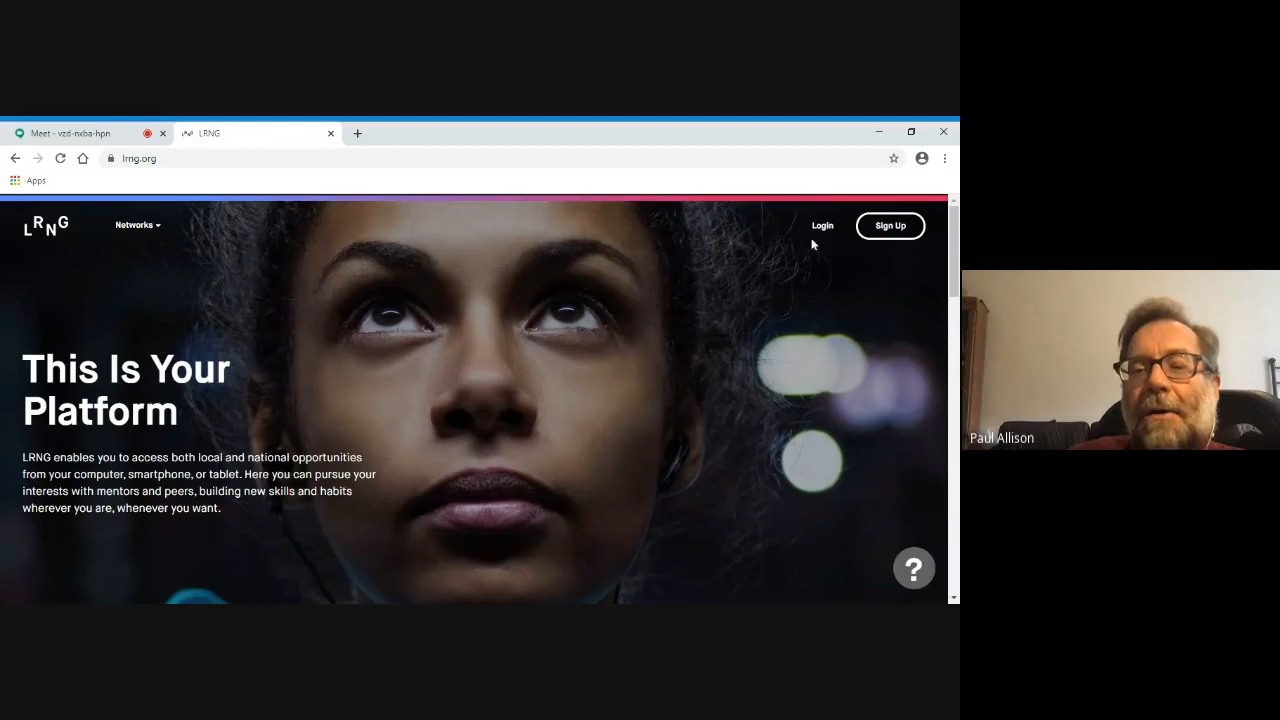 Meet - vzd-nxba-hpn
LRNG
lrng.org
Apps
LRNG
Networks
Login
Sign Up
This Is Your
Platform
LRNG enables you to access both local and national opportunities
from your computer, smartphone, or tablet. Here you can pursue your
interests with mentors and peers, building new skills and habits
wherever you are, whenever you want.
?
Paul Allison